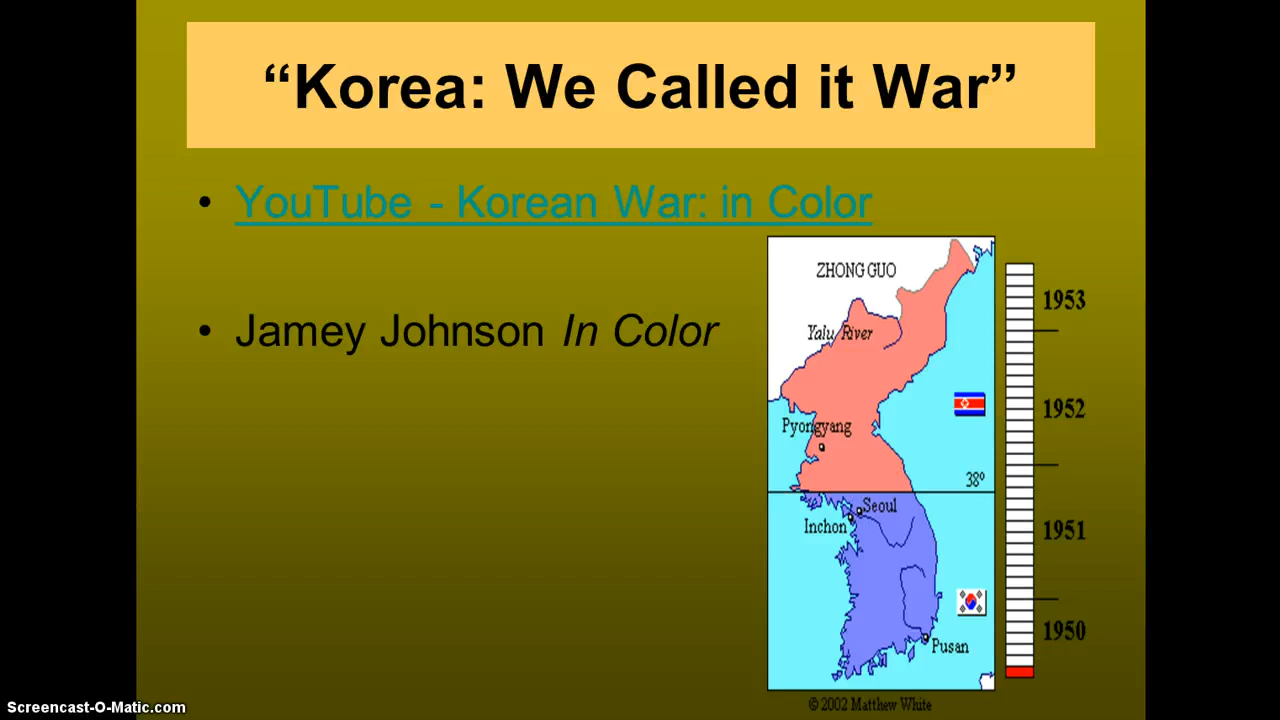 “Korea: We Called it War”
• YouTube - Korean War: in Color
• Jamey Johnson In Color
ZHONG GUO
Yalu River
Pyongyang
38º
Seoul
Inchon
Pusan
1953
1952
1951
1950
© 2002 Matthew White
Screencast-O-Matic.com